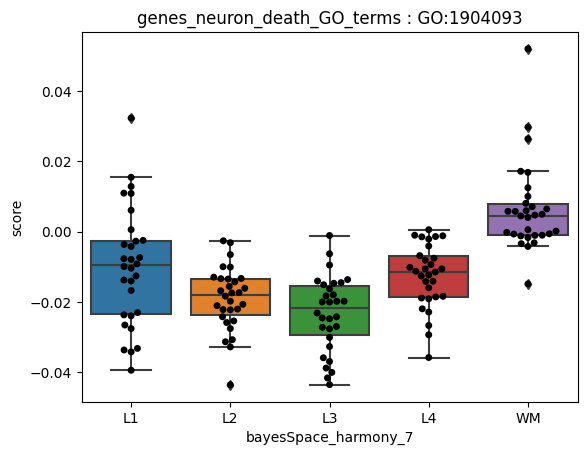 genes_neuron_death_GO_terms : GO:1904093
score
0.04
0.02
0.00
−0.02
−0.04
L1 L2 L3 L4 WM
bayesSpace_harmony_7